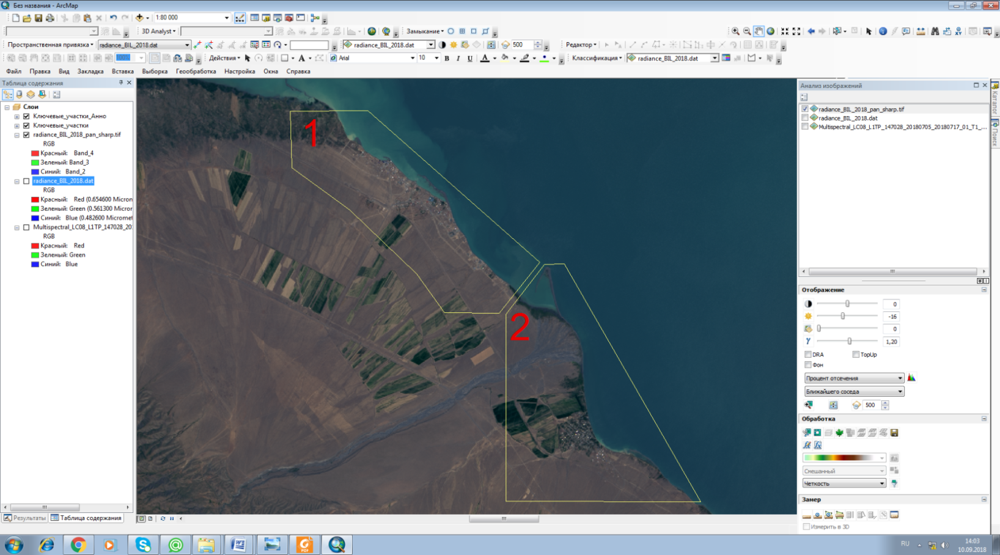 Без названия - ArcMap
1:80 000
3D Analyst
Замыкание
Пространственная привязка
radiance_BIL_2018.dat
radiance_BIL_2018.dat
500
Редактор
100%
Действия
Arial
10
B I U A
Классификация
radiance_BIL_2018.dat
Файл Правка Вид Закладка Вставка Выборка Геообработка Настройка Окна Справка
Таблица содержания
Слои
Ключевые_участки_Анно
Ключевые_участки
radiance_BIL_2018_pan_sharp.tif
RGB
Красный: Band_4
Зеленый: Band_3
Синий: Band_2
radiance_BIL_2018.dat
RGB
Красный: Red (0.654600 Micron
Зеленый: Green (0.561300 Micror
Синий: Blue (0.482600 Micromet
Multispectral_LC08_L1TP_147028_20
RGB
Красный: Red
Зеленый: Green
Синий: Blue
Результаты
Таблица содержания
1
2
Анализ изображений
radiance_BIL_2018_pan_sharp.tif
radiance_BIL_2018.dat
Multispectral_LC08_L1TP_147028_20180705_20180717_01_T1_...
Каталог
Поиск
Отображение
0
-16
0
γ
1,20
DRA
TopUp
Фон
Процент отсечения
Ближайшего соседа
500
Обработка
Смешанный
Четкость
Замер
Измерить в 3D
RU
14:03
10.09.2018